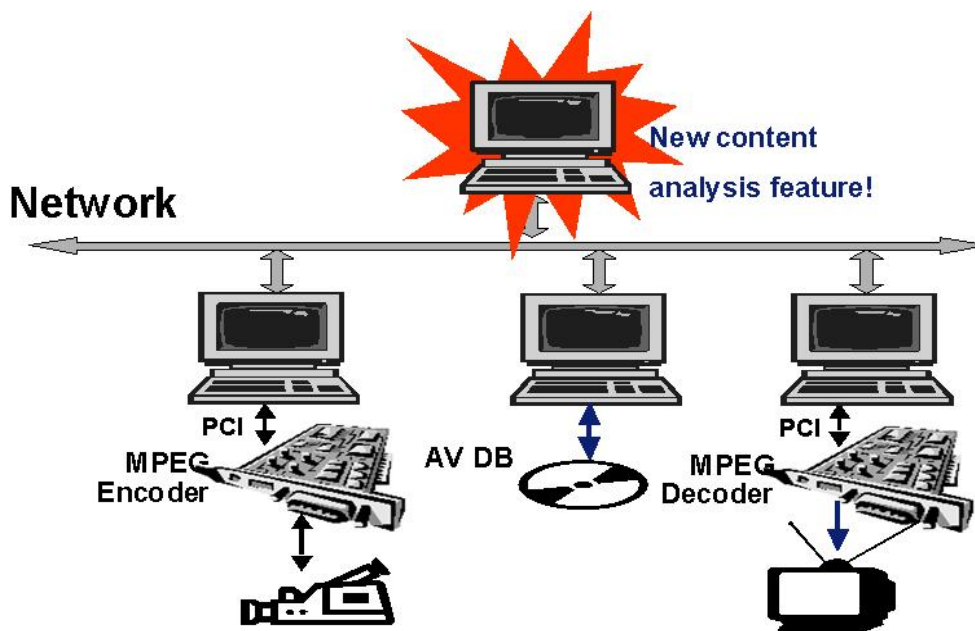 New content
analysis feature!
Network
PCI
MPEG
Encoder
AV DB
PCI
MPEG
Decoder